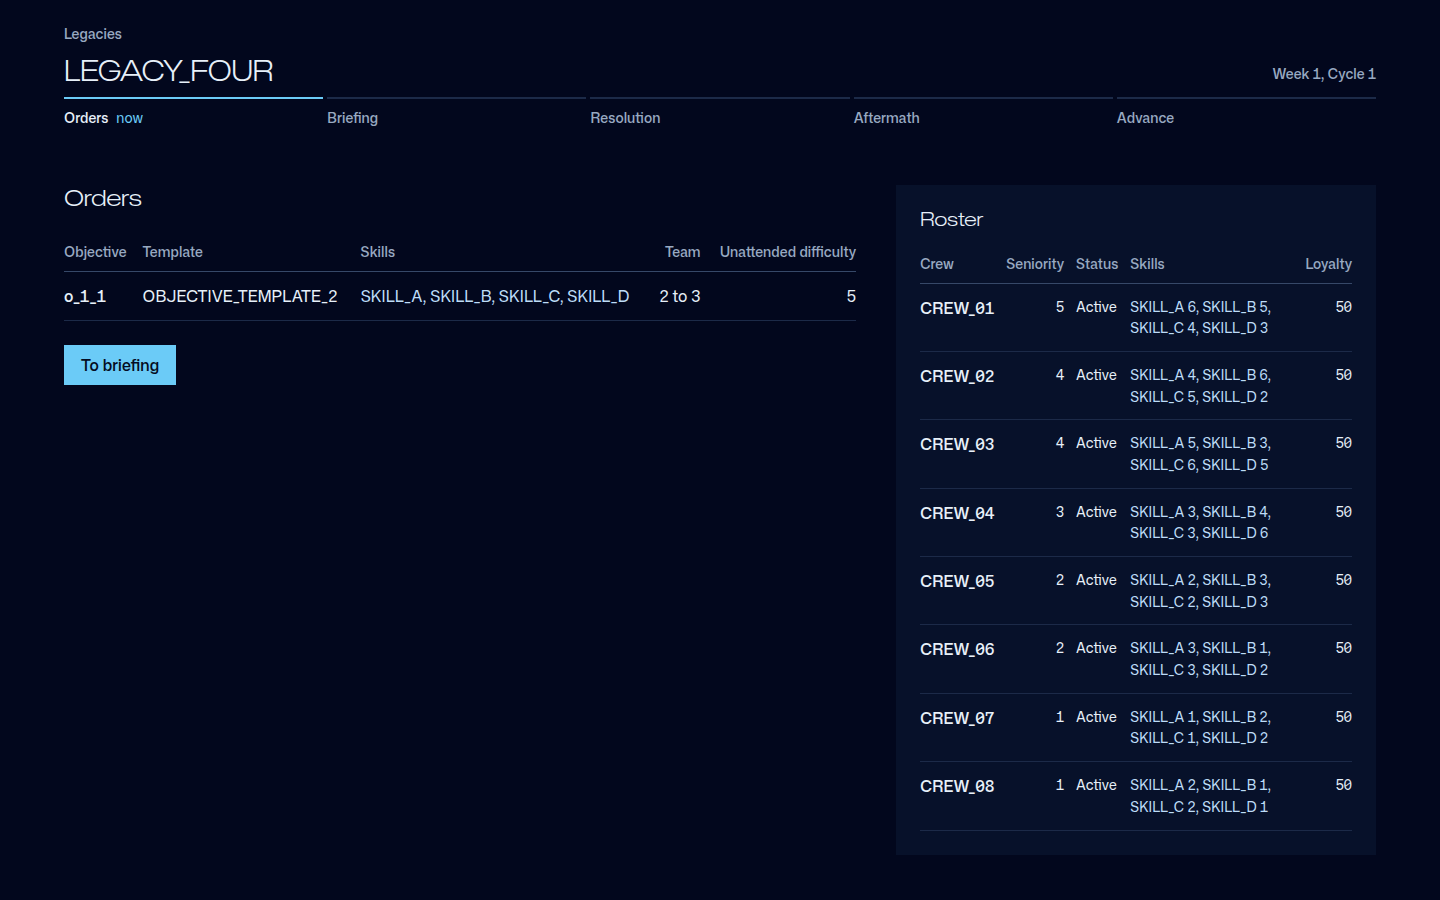 Legacies
LEGACY_FOUR
Week 1, Cycle 1
Orders now
Briefing
Resolution
Aftermath
Advance
Orders
Objective Template Skills Team Unattended difficulty
o_1_1 OBJECTIVE_TEMPLATE_2 SKILL_A, SKILL_B, SKILL_C, SKILL_D 2 to 3 5
To briefing
Roster
Crew Seniority Status Skills Loyalty
CREW_01 5 Active SKILL_A 6, SKILL_B 5, 50
SKILL_C 4, SKILL_D 3
CREW_02 4 Active SKILL_A 4, SKILL_B 6, 50
SKILL_C 5, SKILL_D 2
CREW_03 4 Active SKILL_A 5, SKILL_B 3, 50
SKILL_C 6, SKILL_D 5
CREW_04 3 Active SKILL_A 3, SKILL_B 4, 50
SKILL_C 3, SKILL_D 6
CREW_05 2 Active SKILL_A 2, SKILL_B 3, 50
SKILL_C 2, SKILL_D 3
CREW_06 2 Active SKILL_A 3, SKILL_B 1, 50
SKILL_C 3, SKILL_D 2
CREW_07 1 Active SKILL_A 1, SKILL_B 2, 50
SKILL_C 1, SKILL_D 2
CREW_08 1 Active SKILL_A 2, SKILL_B 1, 50
SKILL_C 2, SKILL_D 1